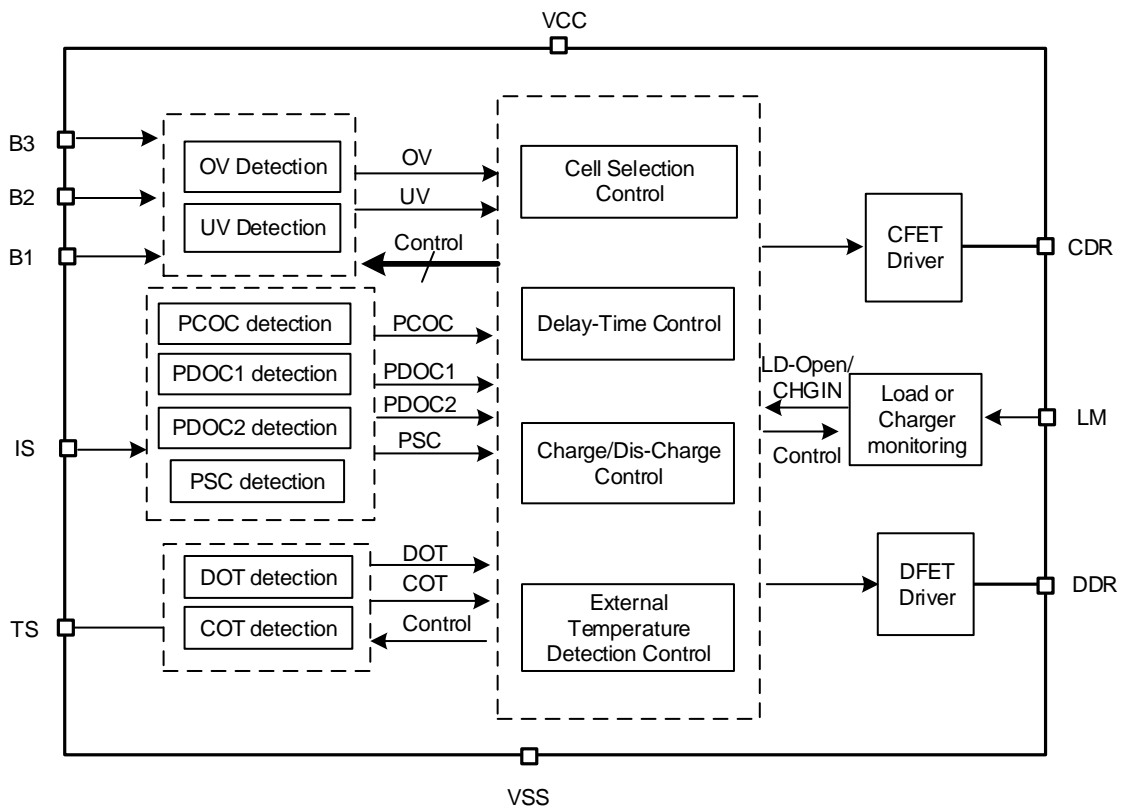 VCC
B3
B2
B1
IS
TS
OV Detection
UV Detection
OV
UV
Control
PCOC detection
PDOC1 detection
PDOC2 detection
PSC detection
PCOC
PDOC1
PDOC2
PSC
DOT detection
COT detection
DOT
COT
Control
Cell Selection
Control
Delay-Time Control
Charge/Dis-Charge
Control
External
Temperature
Detection Control
CFET
Driver
CDR
LD-Open/
CHGIN
Control
Load or
Charger
monitoring
LM
DFET
Driver
DDR
VSS